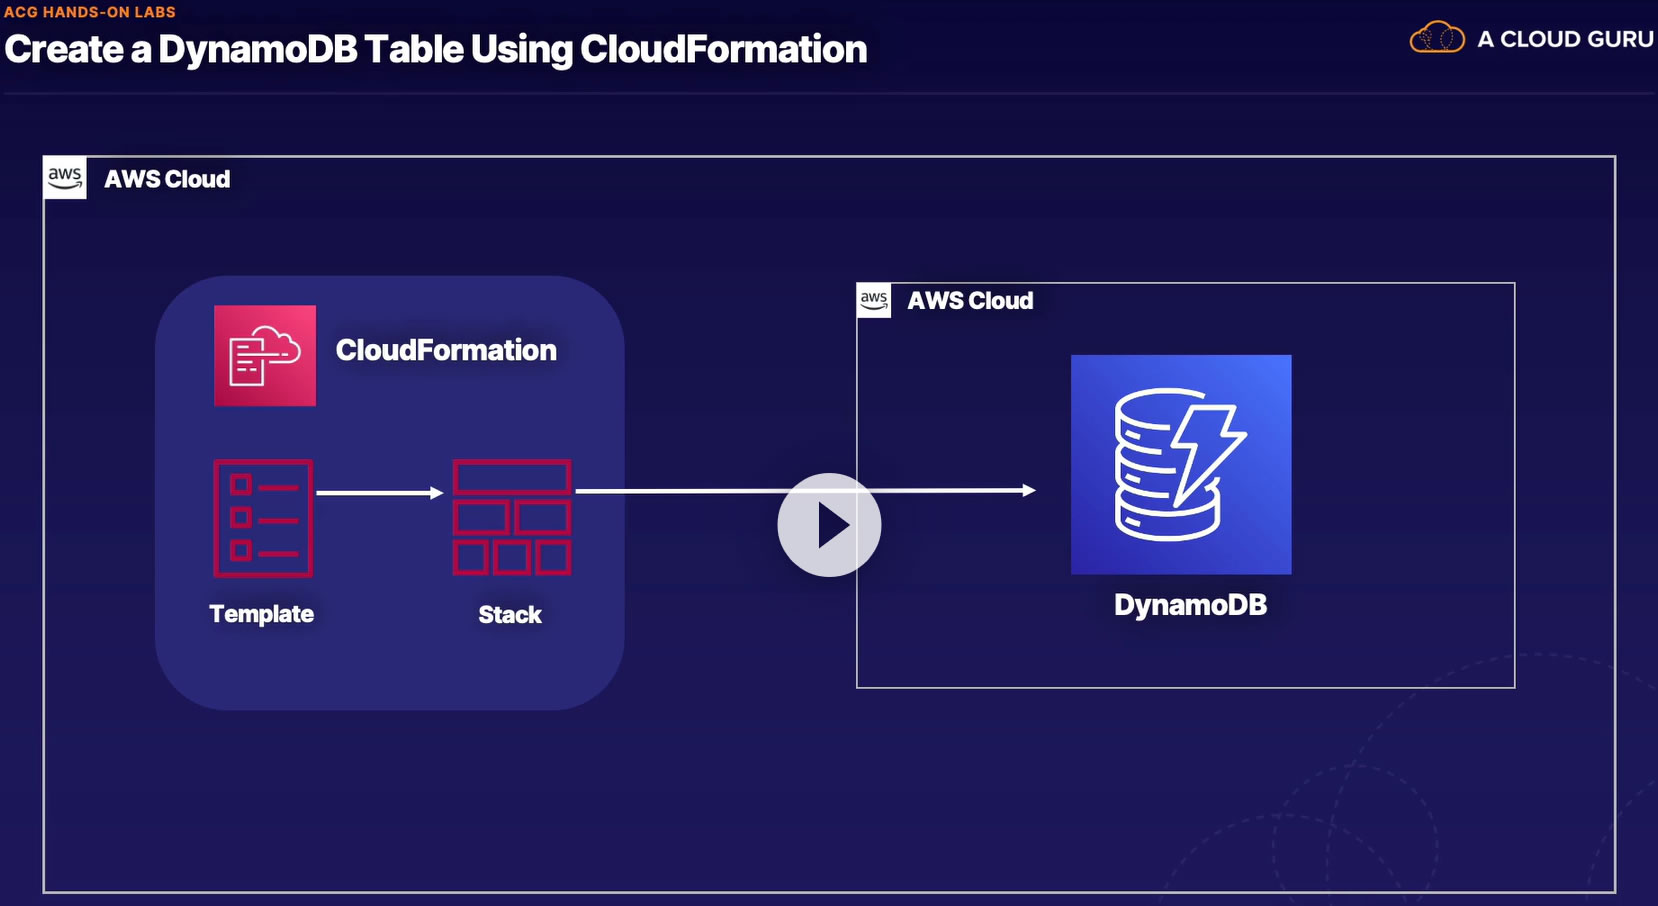 ACG HANDS-ON LABS
Create a DynamoDB Table Using CloudFormation
A CLOUD GURU
aws
AWS Cloud
CloudFormation
Template
Stack
aws
AWS Cloud
DynamoDB